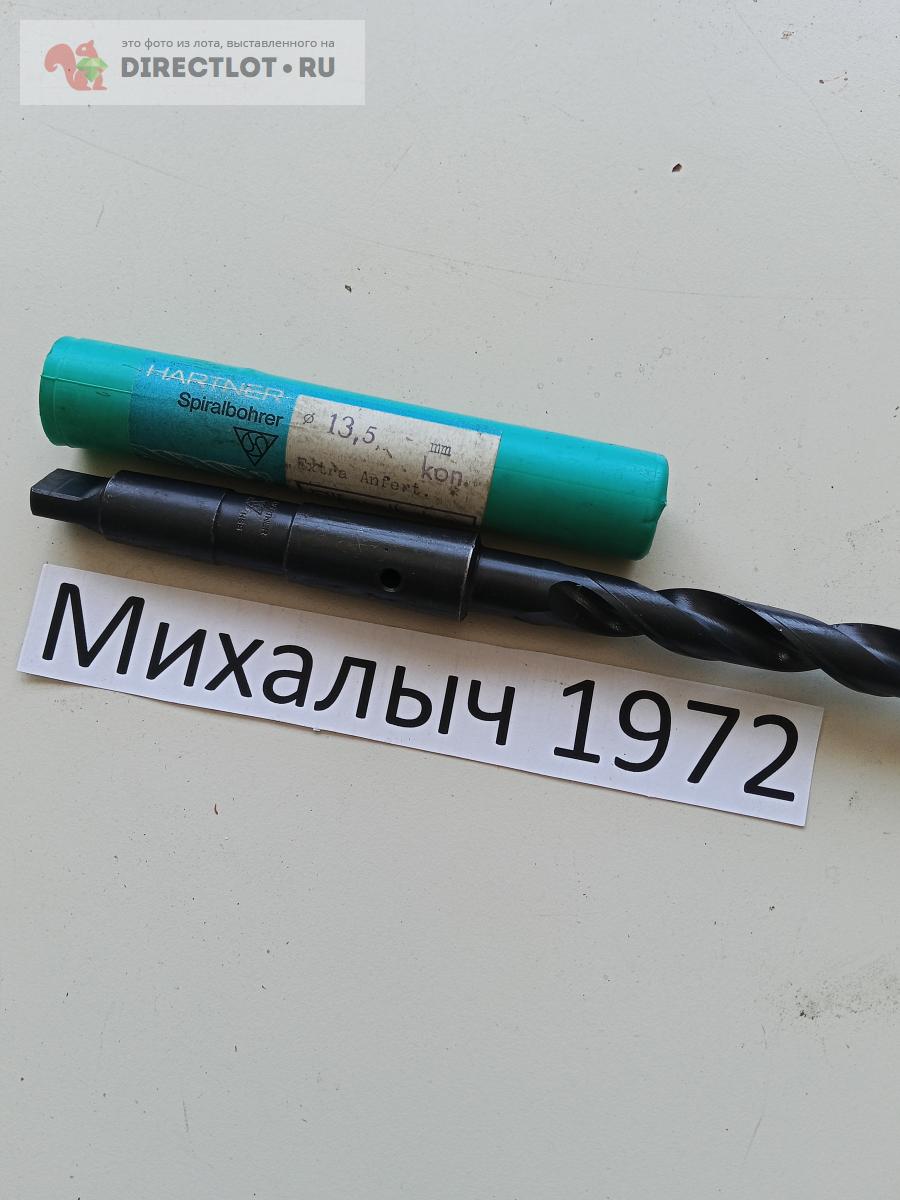 это фото из лота, выставленного на
DIRECTLOT•RU
HARTNER
Spiralbohrer
ø 13,5 mm
kon.
Extra Anfert.
Михалыч 1972